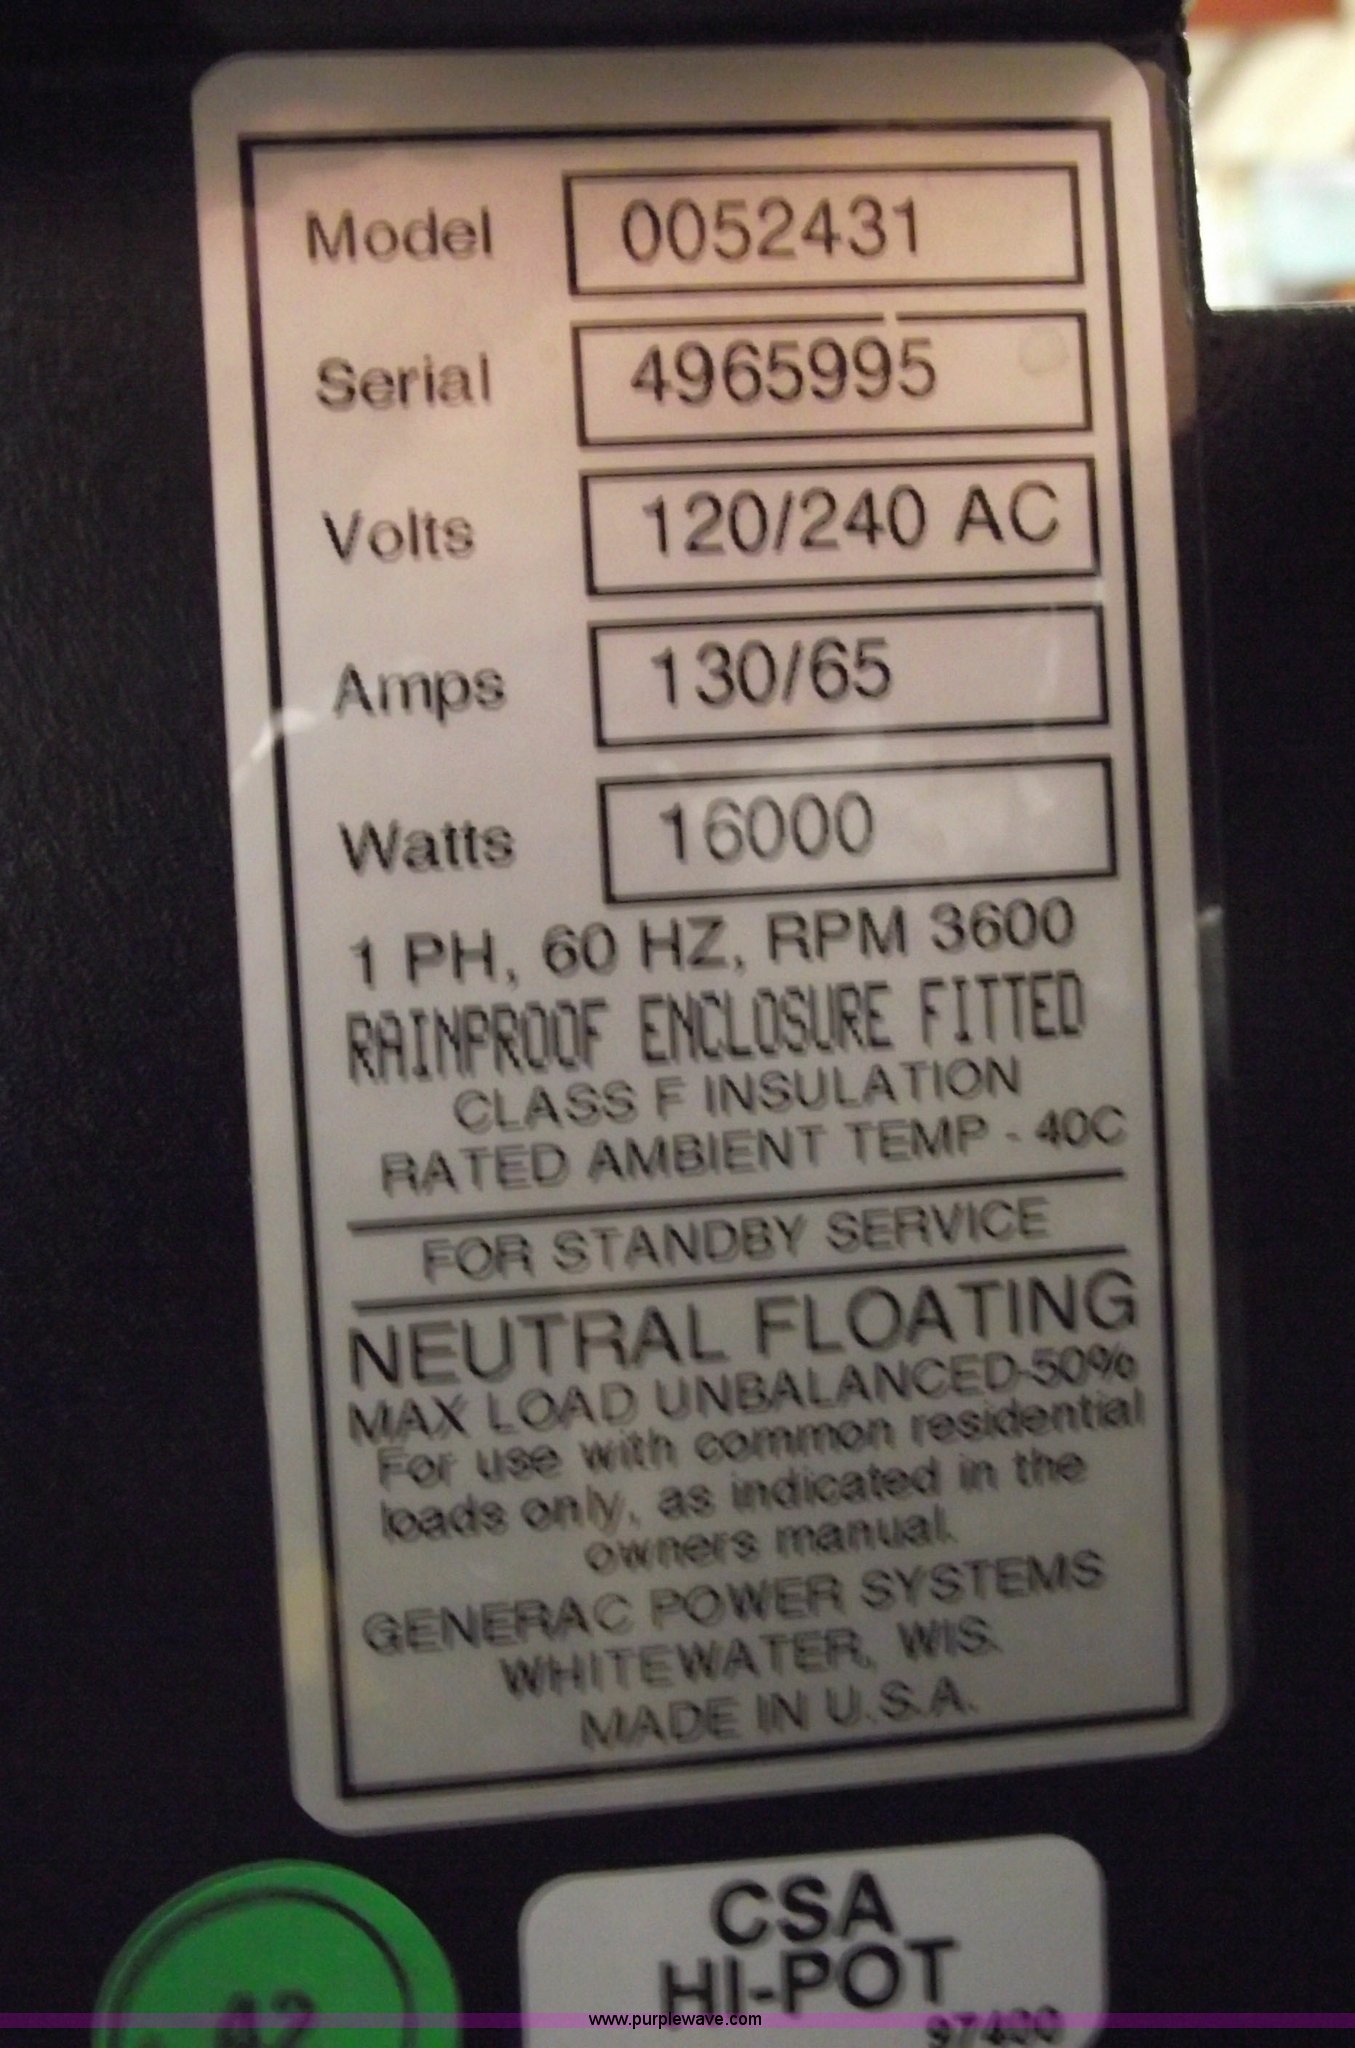 Model 0052431
Serial 4965995
Volts 120/240 AC
Amps 130/65
Watts 16000
1 PH, 60 HZ, RPM 3600
RAINPROOF ENCLOSURE FITTED
CLASS F INSULATION
RATED AMBIENT TEMP - 40C
FOR STANDBY SERVICE
NEUTRAL FLOATING
MAX LOAD UNBALANCED-50%
For use with common residential
loads only, as indicated in the
owners manual.
GENERAC POWER SYSTEMS
WHITEWATER, WIS.
MADE IN U.S.A.
A2
CSA
HI-POT
97400
www.purplewave.com